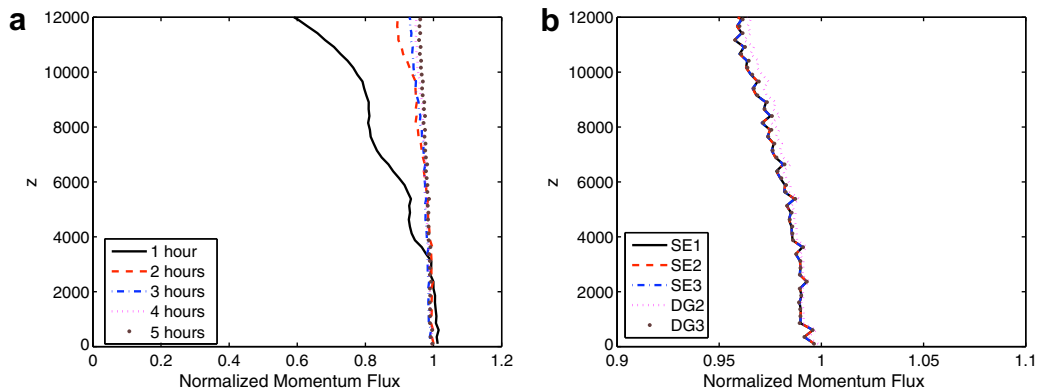 a
12000
10000
8000
6000
4000
2000
0
z
1 hour
2 hours
3 hours
4 hours
5 hours
0 0.2 0.4 0.6 0.8 1 1.2
Normalized Momentum Flux
b
12000
10000
8000
6000
4000
2000
0
z
SE1
SE2
SE3
DG2
DG3
0.9 0.95 1 1.05 1.1
Normalized Momentum Flux